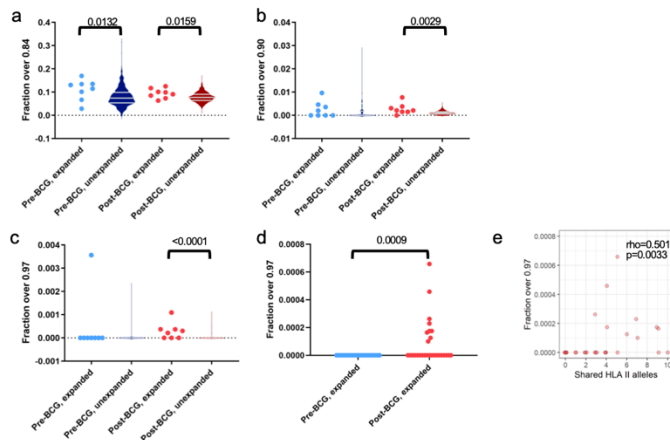 a
0.0132
0.0159
Fraction over 0.84
0.4
0.3
0.2
0.1
0.0
0.1
Pre-BCG, expanded
Pre-BCG, unexpanded
Post-BCG, expanded
Post-BCG, unexpanded
b
0.0029
Fraction over 0.90
0.04
0.03
0.02
0.01
0.00
0.01
Pre-BCG, expanded
Pre-BCG, unexpanded
Post-BCG, expanded
Post-BCG, unexpanded
c
<0.0001
Fraction over 0.97
0.004
0.003
0.002
0.001
0.000
-0.001
Pre-BCG, expanded
Pre-BCG, unexpanded
Post-BCG, expanded
Post-BCG, unexpanded
d
0.0009
Fraction over 0.97
0.0008
0.0006
0.0004
0.0002
0.0000
Pre-BCG, expanded
Post-BCG, expanded
e
rho=0.501
p=0.0033
Fraction over 0.97
0.0008
0.0006
0.0004
0.0002
0.0000
0 2 4 6 8 10
Shared HLA II alleles